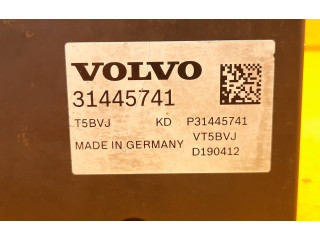 VOLVO
31445741
T5BVJ KD P31445741
VT5BVJ
MADE IN GERMANY
D190412